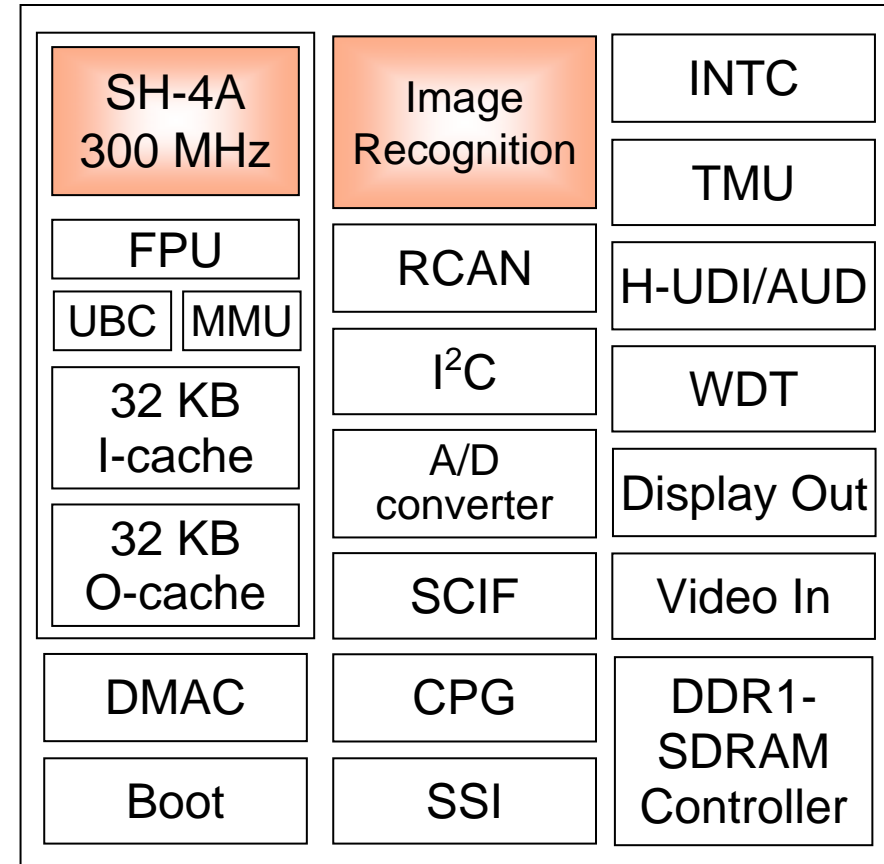 SH-4A
300 MHz
FPU
UBC MMU
32 KB
I-cache
32 KB
O-cache
DMAC
Boot
Image
Recognition
RCAN
I²C
A/D
converter
SCIF
CPG
SSI
INTC
TMU
H-UDI/AUD
WDT
Display Out
Video In
DDR1-
SDRAM
Controller